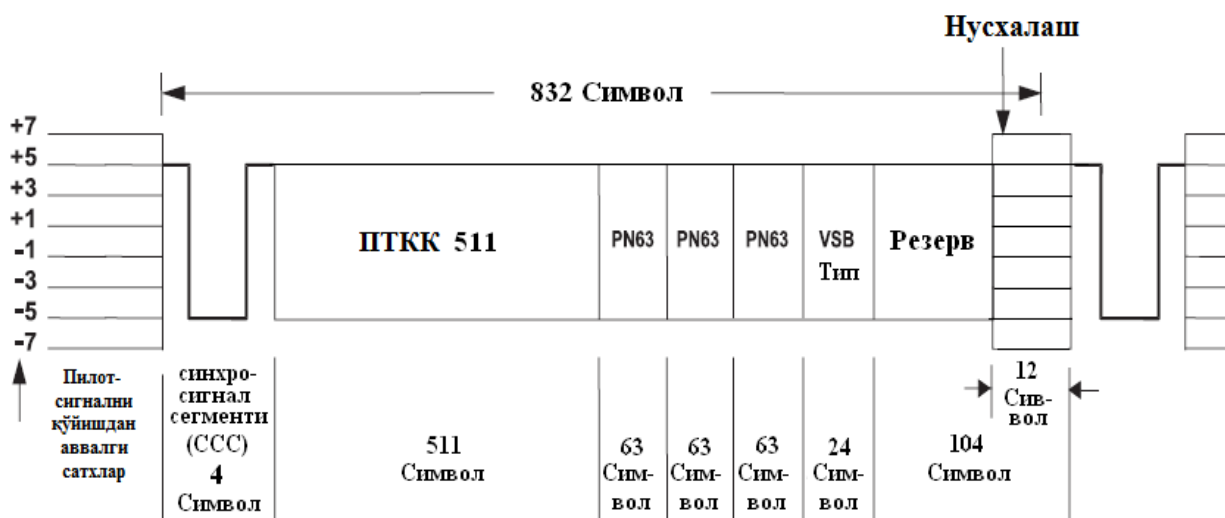 Нусхалаш
832 Символ
+7
+5
+3
+1
-1
-3
-5
-7
ПТКК 511
PN63
PN63
PN63
VSB
Тип
Резерв
Пилот-
сигнални
қўйишдан
аввалги
сатхлар
синхро-
сигнал
сегменти
(ССС)
4
Символ
511
Символ
63
Сим-
вол
63
Сим-
вол
63
Сим-
вол
24
Сим-
вол
104
Символ
12
Сив-
вол